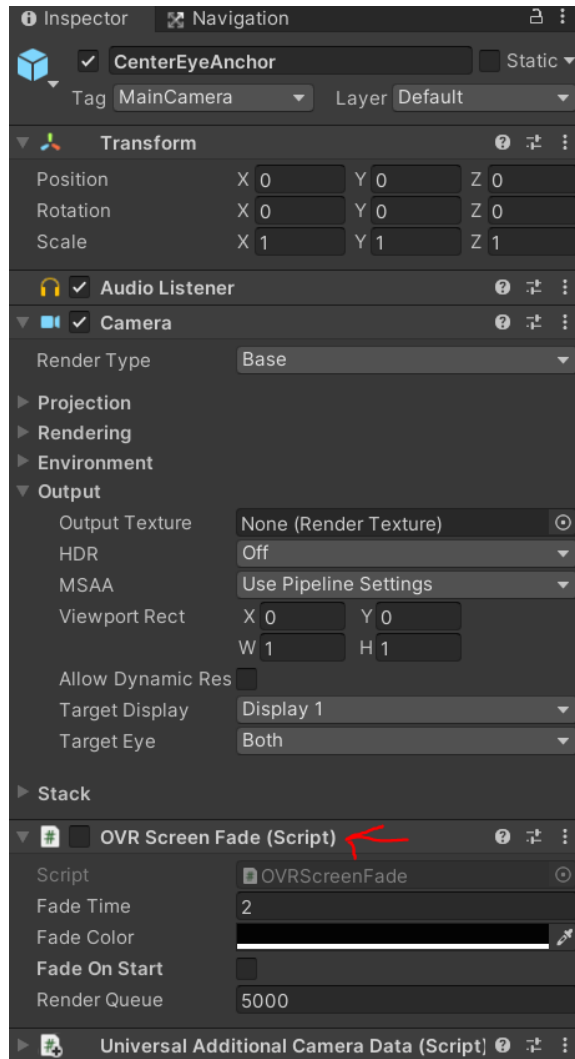 Inspector Navigation
CenterEyeAnchor Static
Tag MainCamera Layer Default
Transform
Position X 0 Y 0 Z 0
Rotation X 0 Y 0 Z 0
Scale X 1 Y 1 Z 1
Audio Listener
Camera
Render Type Base
Projection
Rendering
Environment
Output
Output Texture None (Render Texture)
HDR Off
MSAA Use Pipeline Settings
Viewport Rect X 0 Y 0
W 1 H 1
Allow Dynamic Res
Target Display Display 1
Target Eye Both
Stack
# OVR Screen Fade (Script)
Script # OVRScreenFade
Fade Time 2
Fade Color
Fade On Start
Render Queue 5000
# Universal Additional Camera Data (Script)